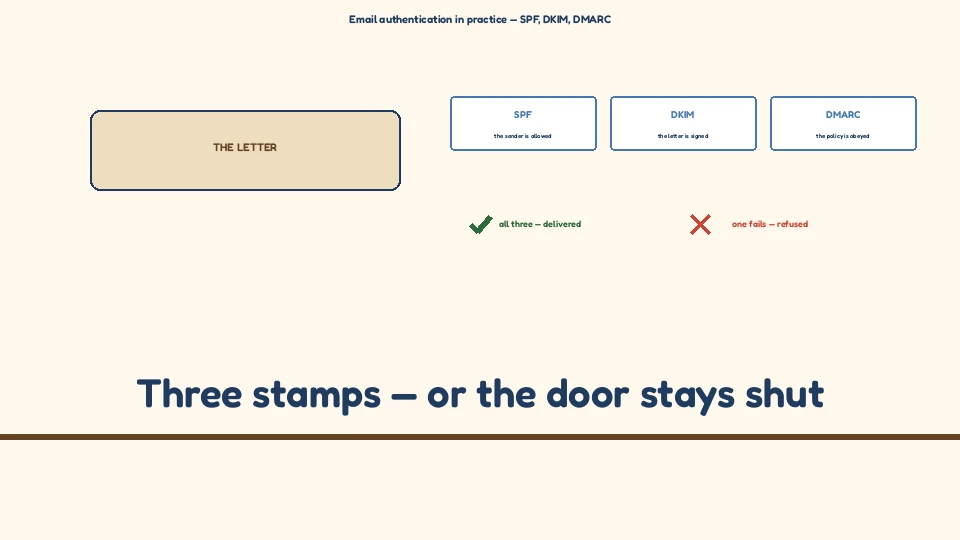 Email authentication in practice — SPF, DKIM, DMARC
THE LETTER
SPF
the sender is allowed
DKIM
the letter is signed
DMARC
the policy is obeyed
all three — delivered
one fails — refused
Three stamps — or the door stays shut